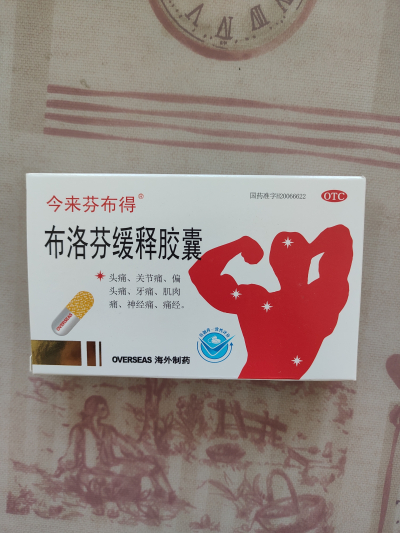 今来芬布得®
国药准字H20066022
OTC
布洛芬缓释胶囊
头痛、关节痛、偏
头痛、牙痛、肌肉
痛、神经痛、痛经。
OVERSEAS
OVERSEAS 海外制药